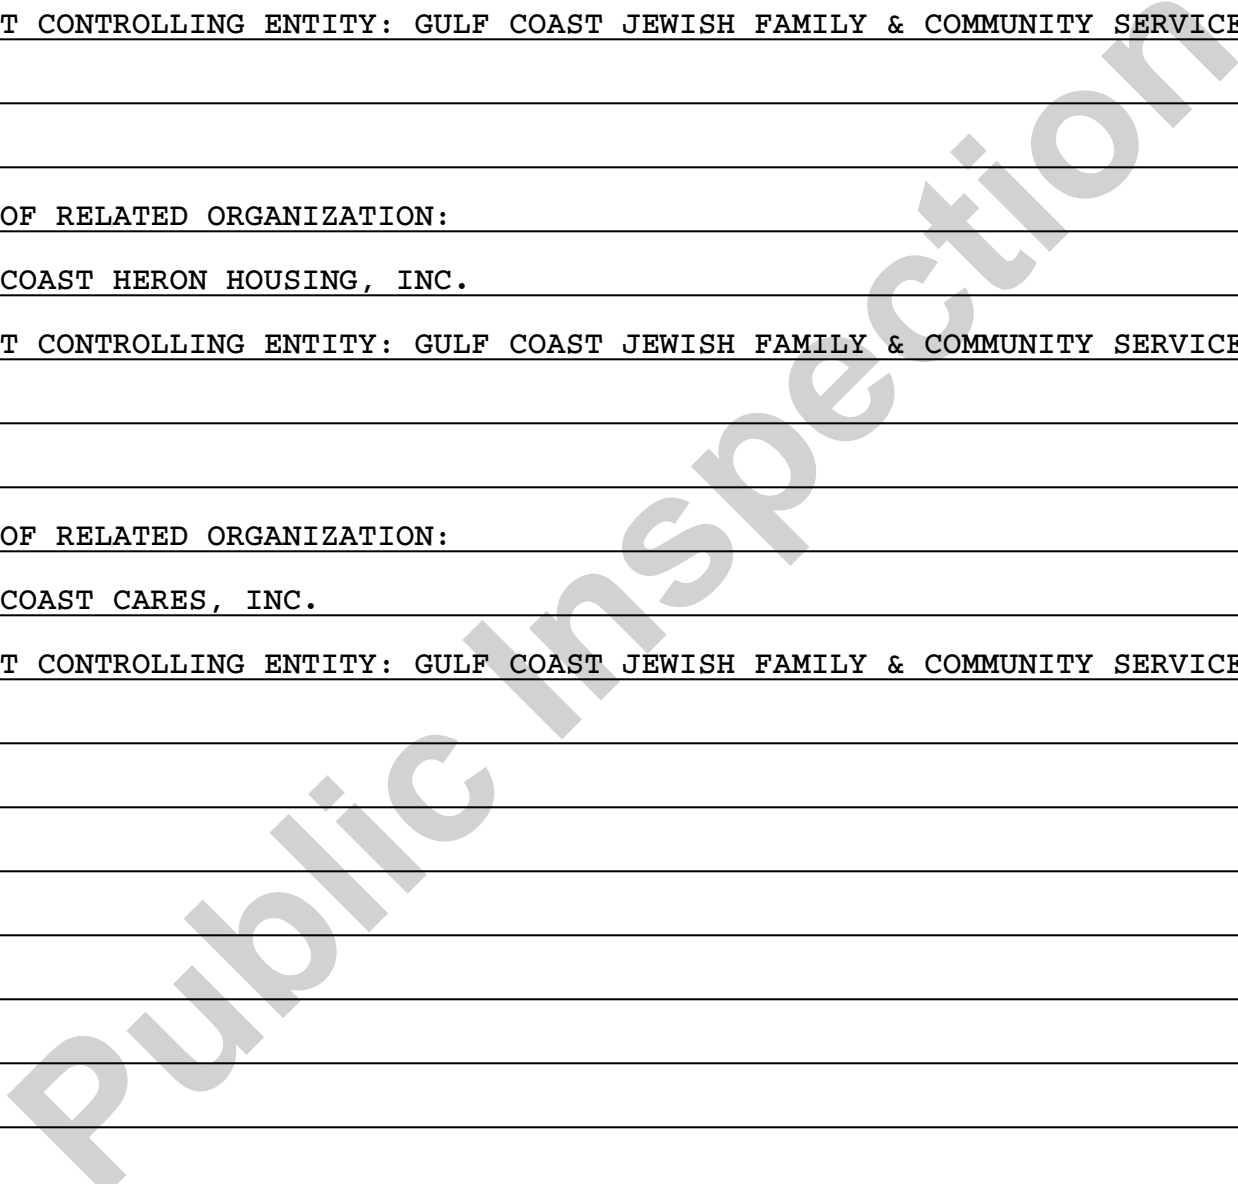 T CONTROLLING ENTITY: GULF COAST JEWISH FAMILY & COMMUNITY SERVICE
OF RELATED ORGANIZATION:
COAST HERON HOUSING, INC.
T CONTROLLING ENTITY: GULF COAST JEWISH FAMILY & COMMUNITY SERVICE
OF RELATED ORGANIZATION:
COAST CARES, INC.
T CONTROLLING ENTITY: GULF COAST JEWISH FAMILY & COMMUNITY SERVICE
Public Inspection